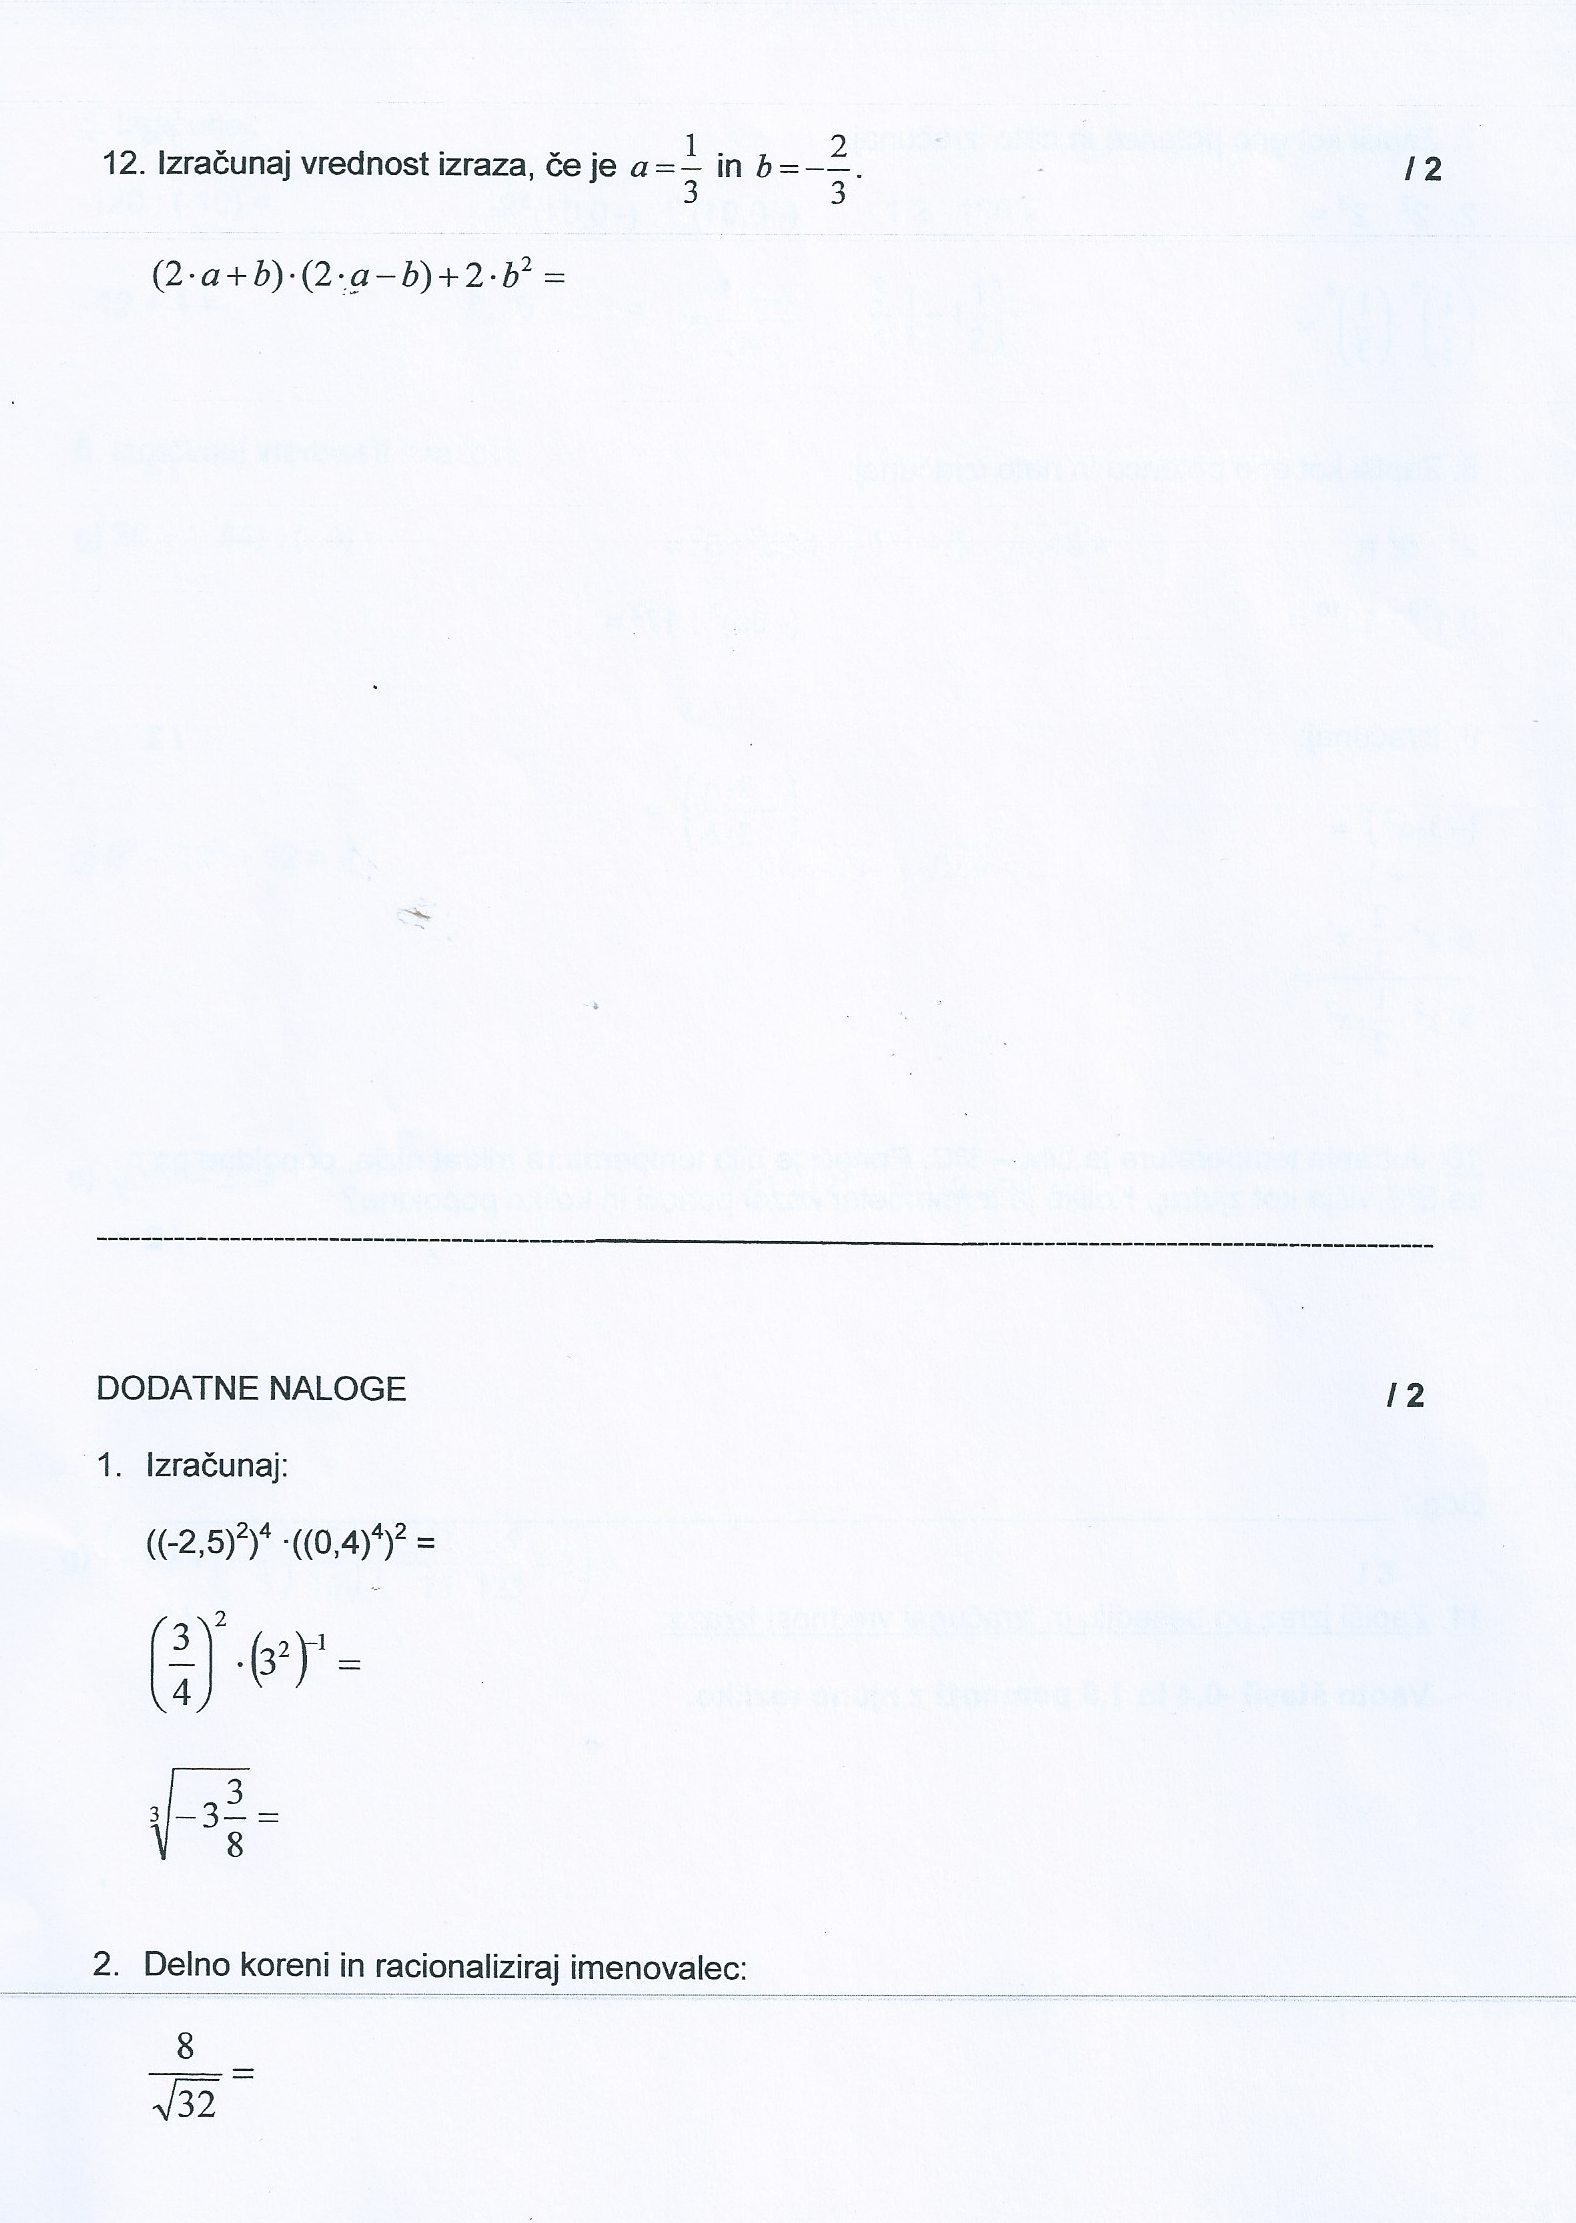 12. Izračunaj vrednost izraza, če je a = 1/3 in b = −2/3. / 2
(2·a+b)·(2·a−b)+2·b² =
DODATNE NALOGE / 2
1. Izračunaj:
((-2,5)²)⁴ ·((0,4)⁴)² =
(3/4)² · (3²)⁻¹ =
∛(−3 3/8) =
2. Delno koreni in racionaliziraj imenovalec:
8/√32 =